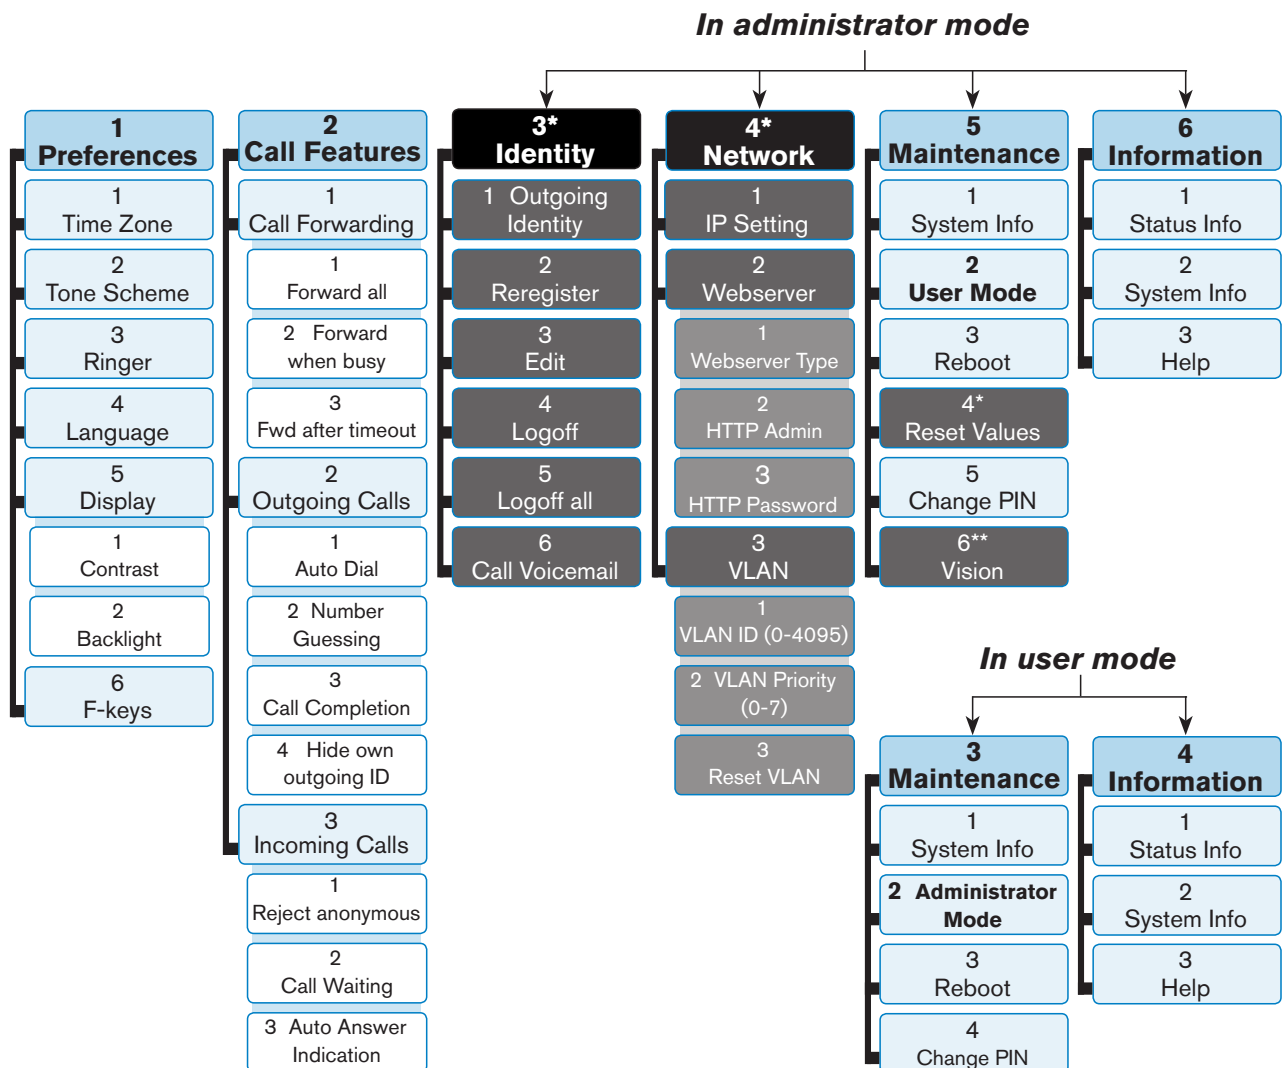 In administrator mode
1
Preferences
1
Time Zone
2
Tone Scheme
3
Ringer
4
Language
5
Display
1
Contrast
2
Backlight
6
F-keys
2
Call Features
1
Call Forwarding
1
Forward all
2 Forward
when busy
3
Fwd after timeout
2
Outgoing Calls
1
Auto Dial
2 Number
Guessing
3
Call Completion
4 Hide own
outgoing ID
3
Incoming Calls
1
Reject anonymous
2
Call Waiting
3 Auto Answer
Indication
3*
Identity
1 Outgoing
Identity
2
Reregister
3
Edit
4
Logoff
5
Logoff all
6
Call Voicemail
4*
Network
1
IP Setting
2
Webserver
1
Webserver Type
2
HTTP Admin
3
HTTP Password
3
VLAN
1
VLAN ID (0-4095)
2 VLAN Priority
(0-7)
3
Reset VLAN
5
Maintenance
1
System Info
2
User Mode
3
Reboot
4*
Reset Values
5
Change PIN
6**
Vision
6
Information
1
Status Info
2
System Info
3
Help
In user mode
3
Maintenance
1
System Info
2 Administrator
Mode
3
Reboot
4
Change PIN
4
Information
1
Status Info
2
System Info
3
Help